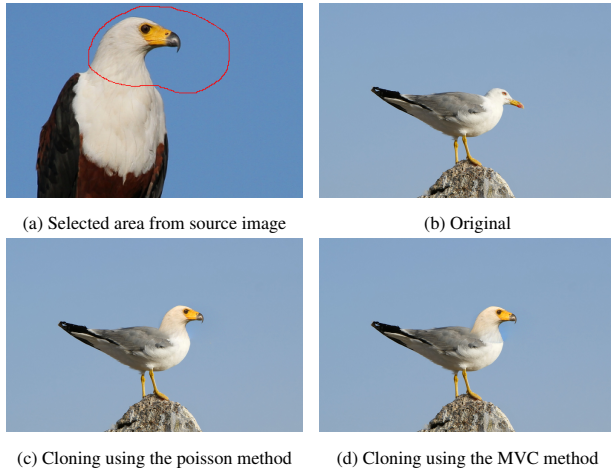 (a) Selected area from source image
(b) Original
(c) Cloning using the poisson method
(d) Cloning using the MVC method